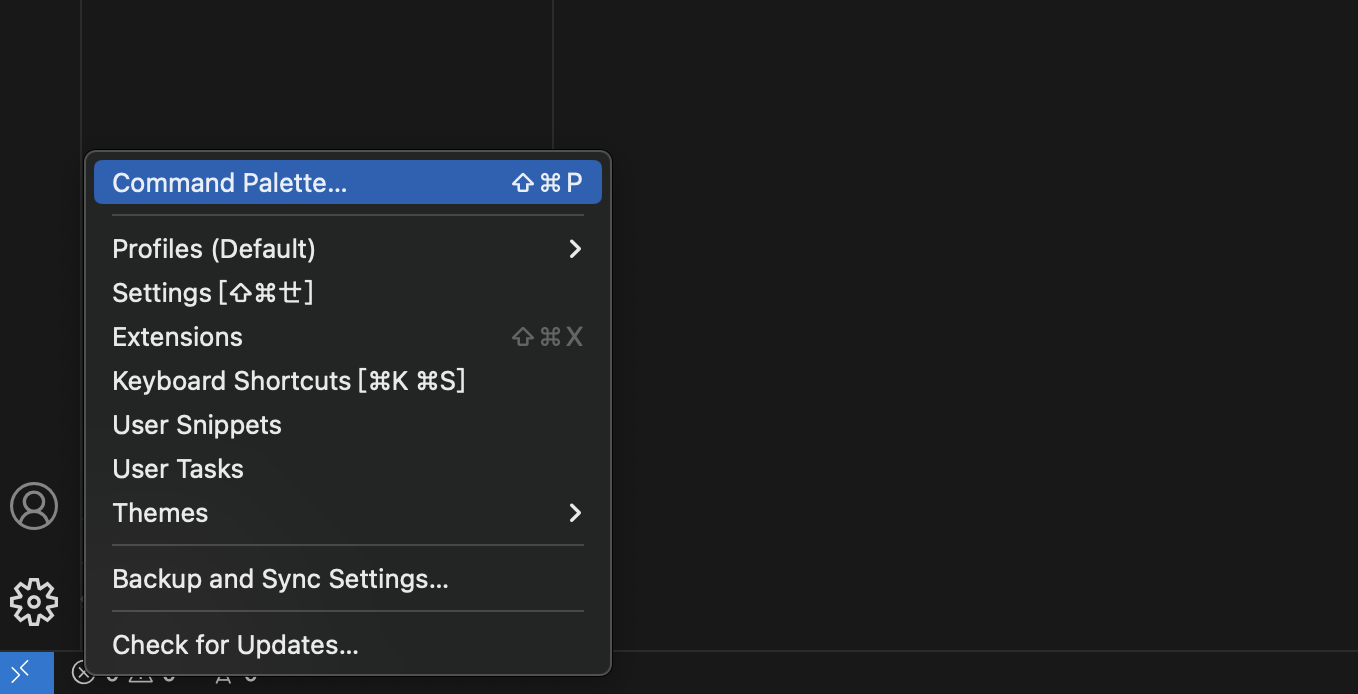 Command Palette... ⇧⌘P
Profiles (Default)
Settings [⇧⌘ㄝ]
Extensions ⇧⌘X
Keyboard Shortcuts [⌘K ⌘S]
User Snippets
User Tasks
Themes
Backup and Sync Settings...
Check for Updates...